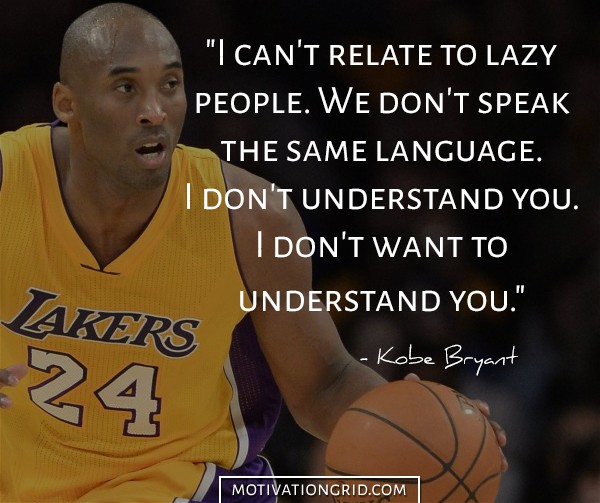 "I can't relate to lazy
people. We don't speak
the same language.
I don't understand you.
I don't want to
understand you."
- Kobe Bryant
LAKERS
24
MOTIVATIONGRID.COM